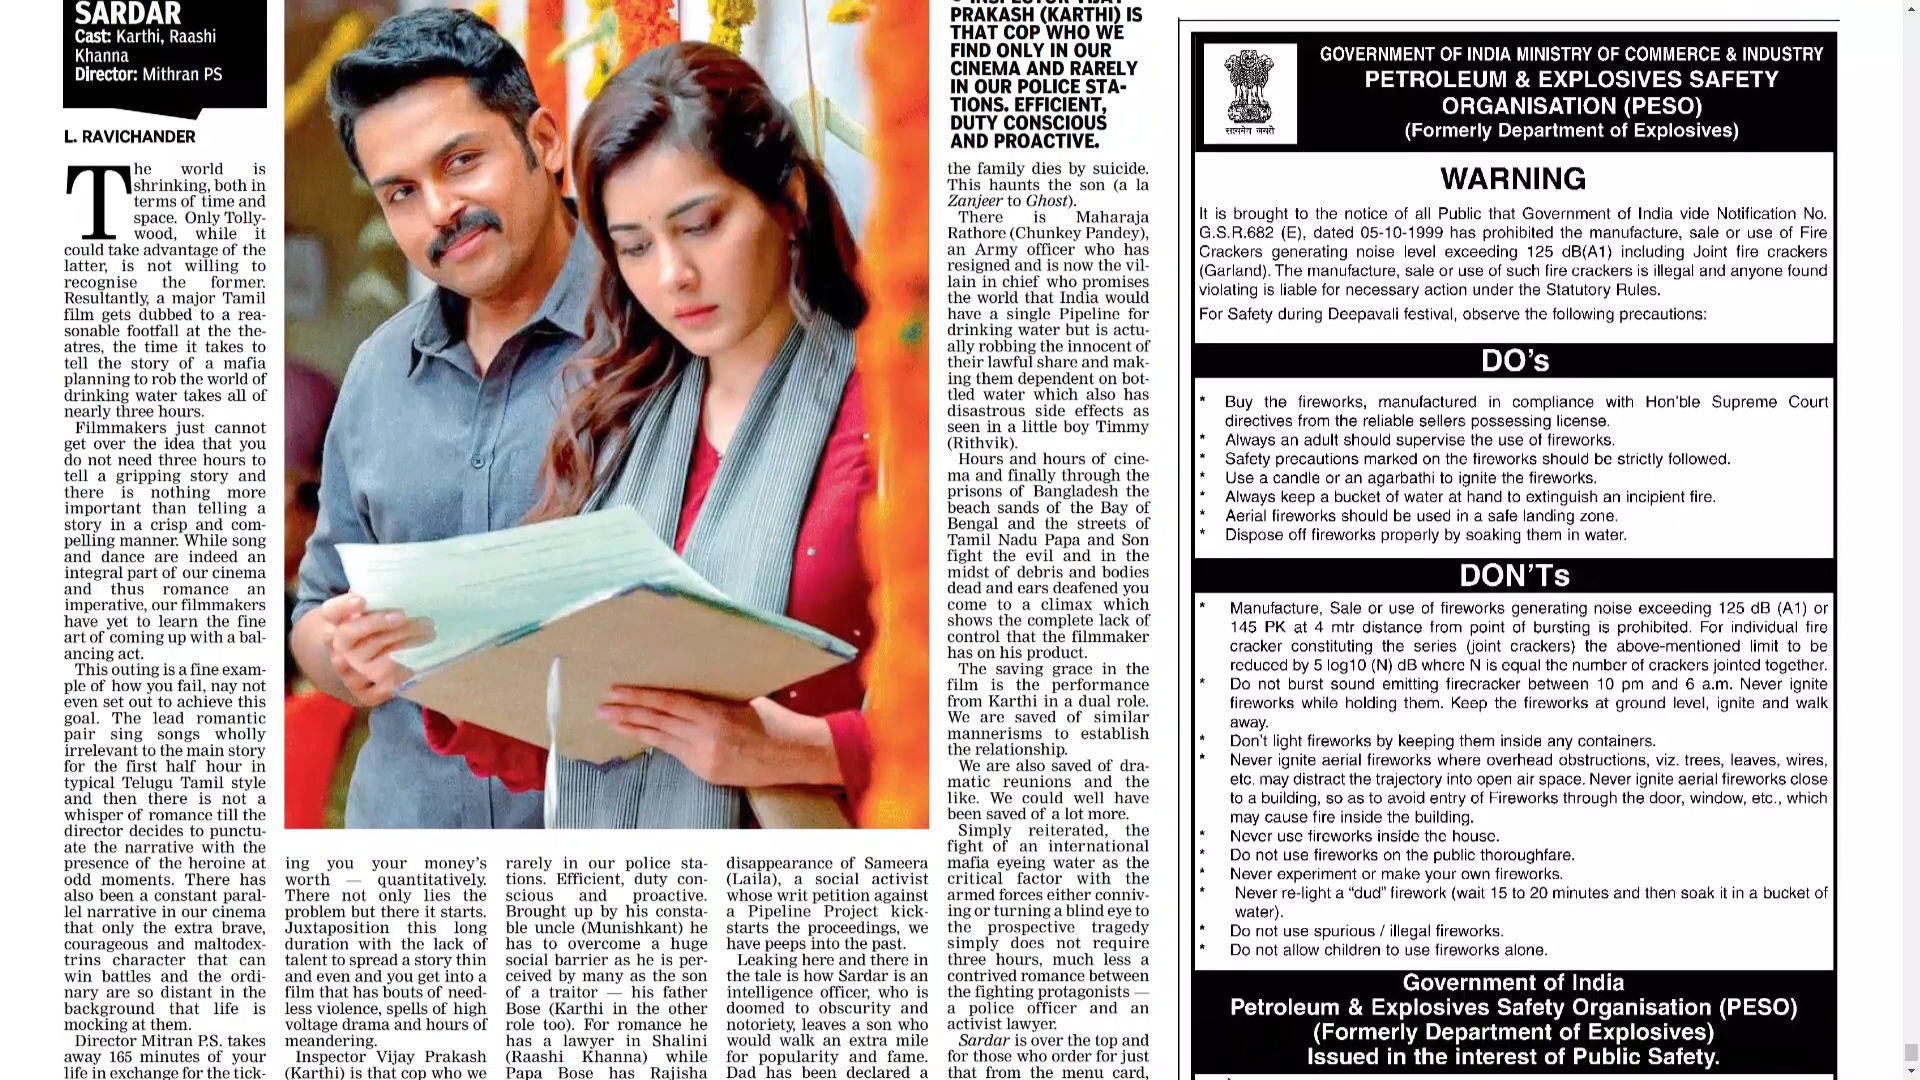 SARDAR
Cast: Karthi, Raashi
Khanna
Director: Mithran PS
L. RAVICHANDER
The world is
shrinking, both in
terms of time and
space. Only Tolly-
wood, while it
could take advantage of the
latter, is not willing to
recognise the former.
Resultantly, a major Tamil
film gets dubbed to a rea-
sonable footfall at the the-
atres, the time it takes to
tell the story of a mafia
planning to rob the world of
drinking water takes all of
nearly three hours.
Filmmakers just cannot
get over the idea that you
do not need three hours to
tell a gripping story and
there is nothing more
important than telling a
story in a crisp and com-
pelling manner. While song
and dance are indeed an
integral part of our cinema
and thus romance an
imperative, our filmmakers
have yet to learn the fine
art of coming up with a bal-
ancing act.
This outing is a fine exam-
ple of how you fail, nay not
even set out to achieve this
goal. The lead romantic
pair sing songs wholly
irrelevant to the main story
for the first half hour in
typical Telugu Tamil style
and then there is not a
whisper of romance till the
director decides to punctu-
ate the narrative with the
presence of the heroine at
odd moments. There has
also been a constant paral-
lel narrative in our cinema
that only the extra brave,
courageous and maltodex-
trins character that can
win battles and the ordi-
nary are so distant in the
background that life is
mocking at them.
Director Mitran P.S. takes
away 165 minutes of your
life in exchange for the tick-
ing you your money's
worth — quantitatively.
There not only lies the
problem but there it starts.
Juxtaposition this long
duration with the lack of
talent to spread a story thin
and even and you get into a
film that has bouts of need-
less violence, spells of high
voltage drama and hours of
meandering.
Inspector Vijay Prakash
(Karthi) is that cop who we
rarely in our police sta-
tions. Efficient, duty con-
scious and proactive.
Brought up by his consta-
ble uncle (Munishkant) he
has to overcome a huge
social barrier as he is per-
ceived by many as the son
of a traitor — his father
Bose (Karthi in the other
role too). For romance he
has a lawyer in Shalini
(Raashi Khanna) while
Papa Bose has Rajisha
disappearance of Sameera
(Laila), a social activist
whose writ petition against
a Pipeline Project kick-
starts the proceedings, we
have peeps into the past.
Leaking here and there in
the tale is how Sardar is an
intelligence officer, who is
doomed to obscurity and
notoriety, leaves a son who
would walk an extra mile
for popularity and fame.
Dad has been declared a
INSPECTOR VIJAY
PRAKASH (KARTHI) IS
THAT COP WHO WE
FIND ONLY IN OUR
CINEMA AND RARELY
IN OUR POLICE STA-
TIONS. EFFICIENT,
DUTY CONSCIOUS
AND PROACTIVE.
the family dies by suicide.
This haunts the son (a la
Zanjeer to Ghost).
There is Maharaja
Rathore (Chunkey Pandey),
an Army officer who has
resigned and is now the vil-
lain in chief who promises
the world that India would
have a single Pipeline for
drinking water but is actu-
ally robbing the innocent of
their lawful share and mak-
ing them dependent on bot-
tled water which also has
disastrous side effects as
seen in a little boy Timmy
(Rithvik).
Hours and hours of cine-
ma and finally through the
prisons of Bangladesh the
beach sands of the Bay of
Bengal and the streets of
Tamil Nadu Papa and Son
fight the evil and in the
midst of debris and bodies
dead and ears deafened you
come to a climax which
shows the complete lack of
control that the filmmaker
has on his product.
The saving grace in the
film is the performance
from Karthi in a dual role.
We are saved of similar
mannerisms to establish
the relationship.
We are also saved of dra-
matic reunions and the
like. We could well have
been saved of a lot more.
Simply reiterated, the
fight of an international
mafia eyeing water as the
critical factor with the
armed forces either conniv-
ing or turning a blind eye to
the prospective tragedy
simply does not require
three hours, much less a
contrived romance between
the fighting protagonists —
a police officer and an
activist lawyer.
Sardar is over the top and
for those who order for just
that from the menu card,
सत्यमेव जयते
GOVERNMENT OF INDIA MINISTRY OF COMMERCE & INDUSTRY
PETROLEUM & EXPLOSIVES SAFETY
ORGANISATION (PESO)
(Formerly Department of Explosives)
WARNING
It is brought to the notice of all Public that Government of India vide Notification No.
G.S.R.682 (E), dated 05-10-1999 has prohibited the manufacture, sale or use of Fire
Crackers generating noise level exceeding 125 dB(A1) including Joint fire crackers
(Garland). The manufacture, sale or use of such fire crackers is illegal and anyone found
violating is liable for necessary action under the Statutory Rules.
For Safety during Deepavali festival, observe the following precautions:
DO's
* Buy the fireworks, manufactured in compliance with Hon'ble Supreme Court
directives from the reliable sellers possessing license.
* Always an adult should supervise the use of fireworks.
* Safety precautions marked on the fireworks should be strictly followed.
* Use a candle or an agarbathi to ignite the fireworks.
* Always keep a bucket of water at hand to extinguish an incipient fire.
* Aerial fireworks should be used in a safe landing zone.
* Dispose off fireworks properly by soaking them in water.
DON'Ts
* Manufacture, Sale or use of fireworks generating noise exceeding 125 dB (A1) or
145 PK at 4 mtr distance from point of bursting is prohibited. For individual fire
cracker constituting the series (joint crackers) the above-mentioned limit to be
reduced by 5 log10 (N) dB where N is equal the number of crackers jointed together.
* Do not burst sound emitting firecracker between 10 pm and 6 a.m. Never ignite
fireworks while holding them. Keep the fireworks at ground level, ignite and walk
away.
* Don't light fireworks by keeping them inside any containers.
* Never ignite aerial fireworks where overhead obstructions, viz. trees, leaves, wires,
etc. may distract the trajectory into open air space. Never ignite aerial fireworks close
to a building, so as to avoid entry of Fireworks through the door, window, etc., which
may cause fire inside the building.
* Never use fireworks inside the house.
* Do not use fireworks on the public thoroughfare.
* Never experiment or make your own fireworks.
* Never re-light a “dud” firework (wait 15 to 20 minutes and then soak it in a bucket of
water).
* Do not use spurious / illegal fireworks.
* Do not allow children to use fireworks alone.
Government of India
Petroleum & Explosives Safety Organisation (PESO)
(Formerly Department of Explosives)
Issued in the interest of Public Safety.